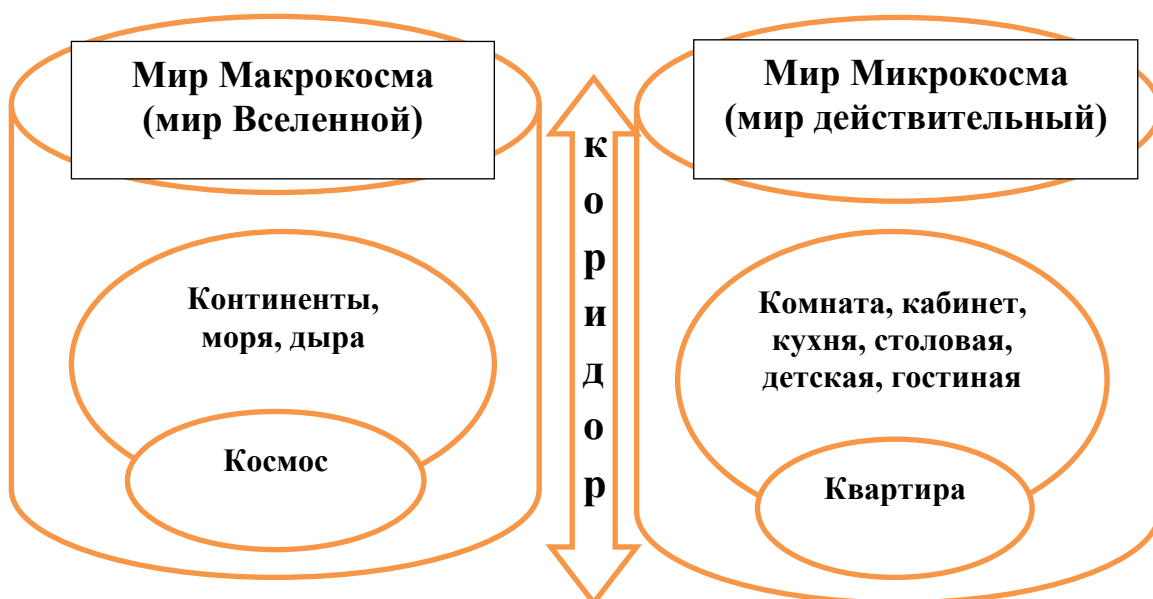 Мир Макрокосма
(мир Вселенной)
Континенты,
моря, дыра
Космос
коридор
Мир Микрокосма
(мир действительный)
Комната, кабинет,
кухня, столовая,
детская, гостиная
Квартира